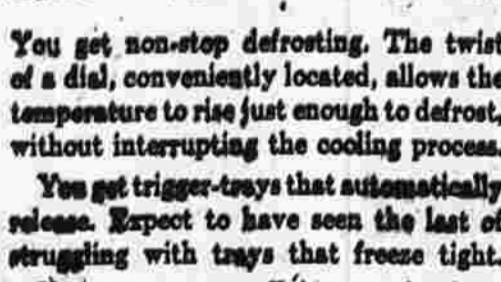 You get non-stop defrosting. The twist
of a dial, conveniently located, allows the
temperature to rise just enough to defrost,
without interrupting the cooling process.
You get trigger-trays that automatically
release. Expect to have seen the last of
struggling with trays that freeze tight.